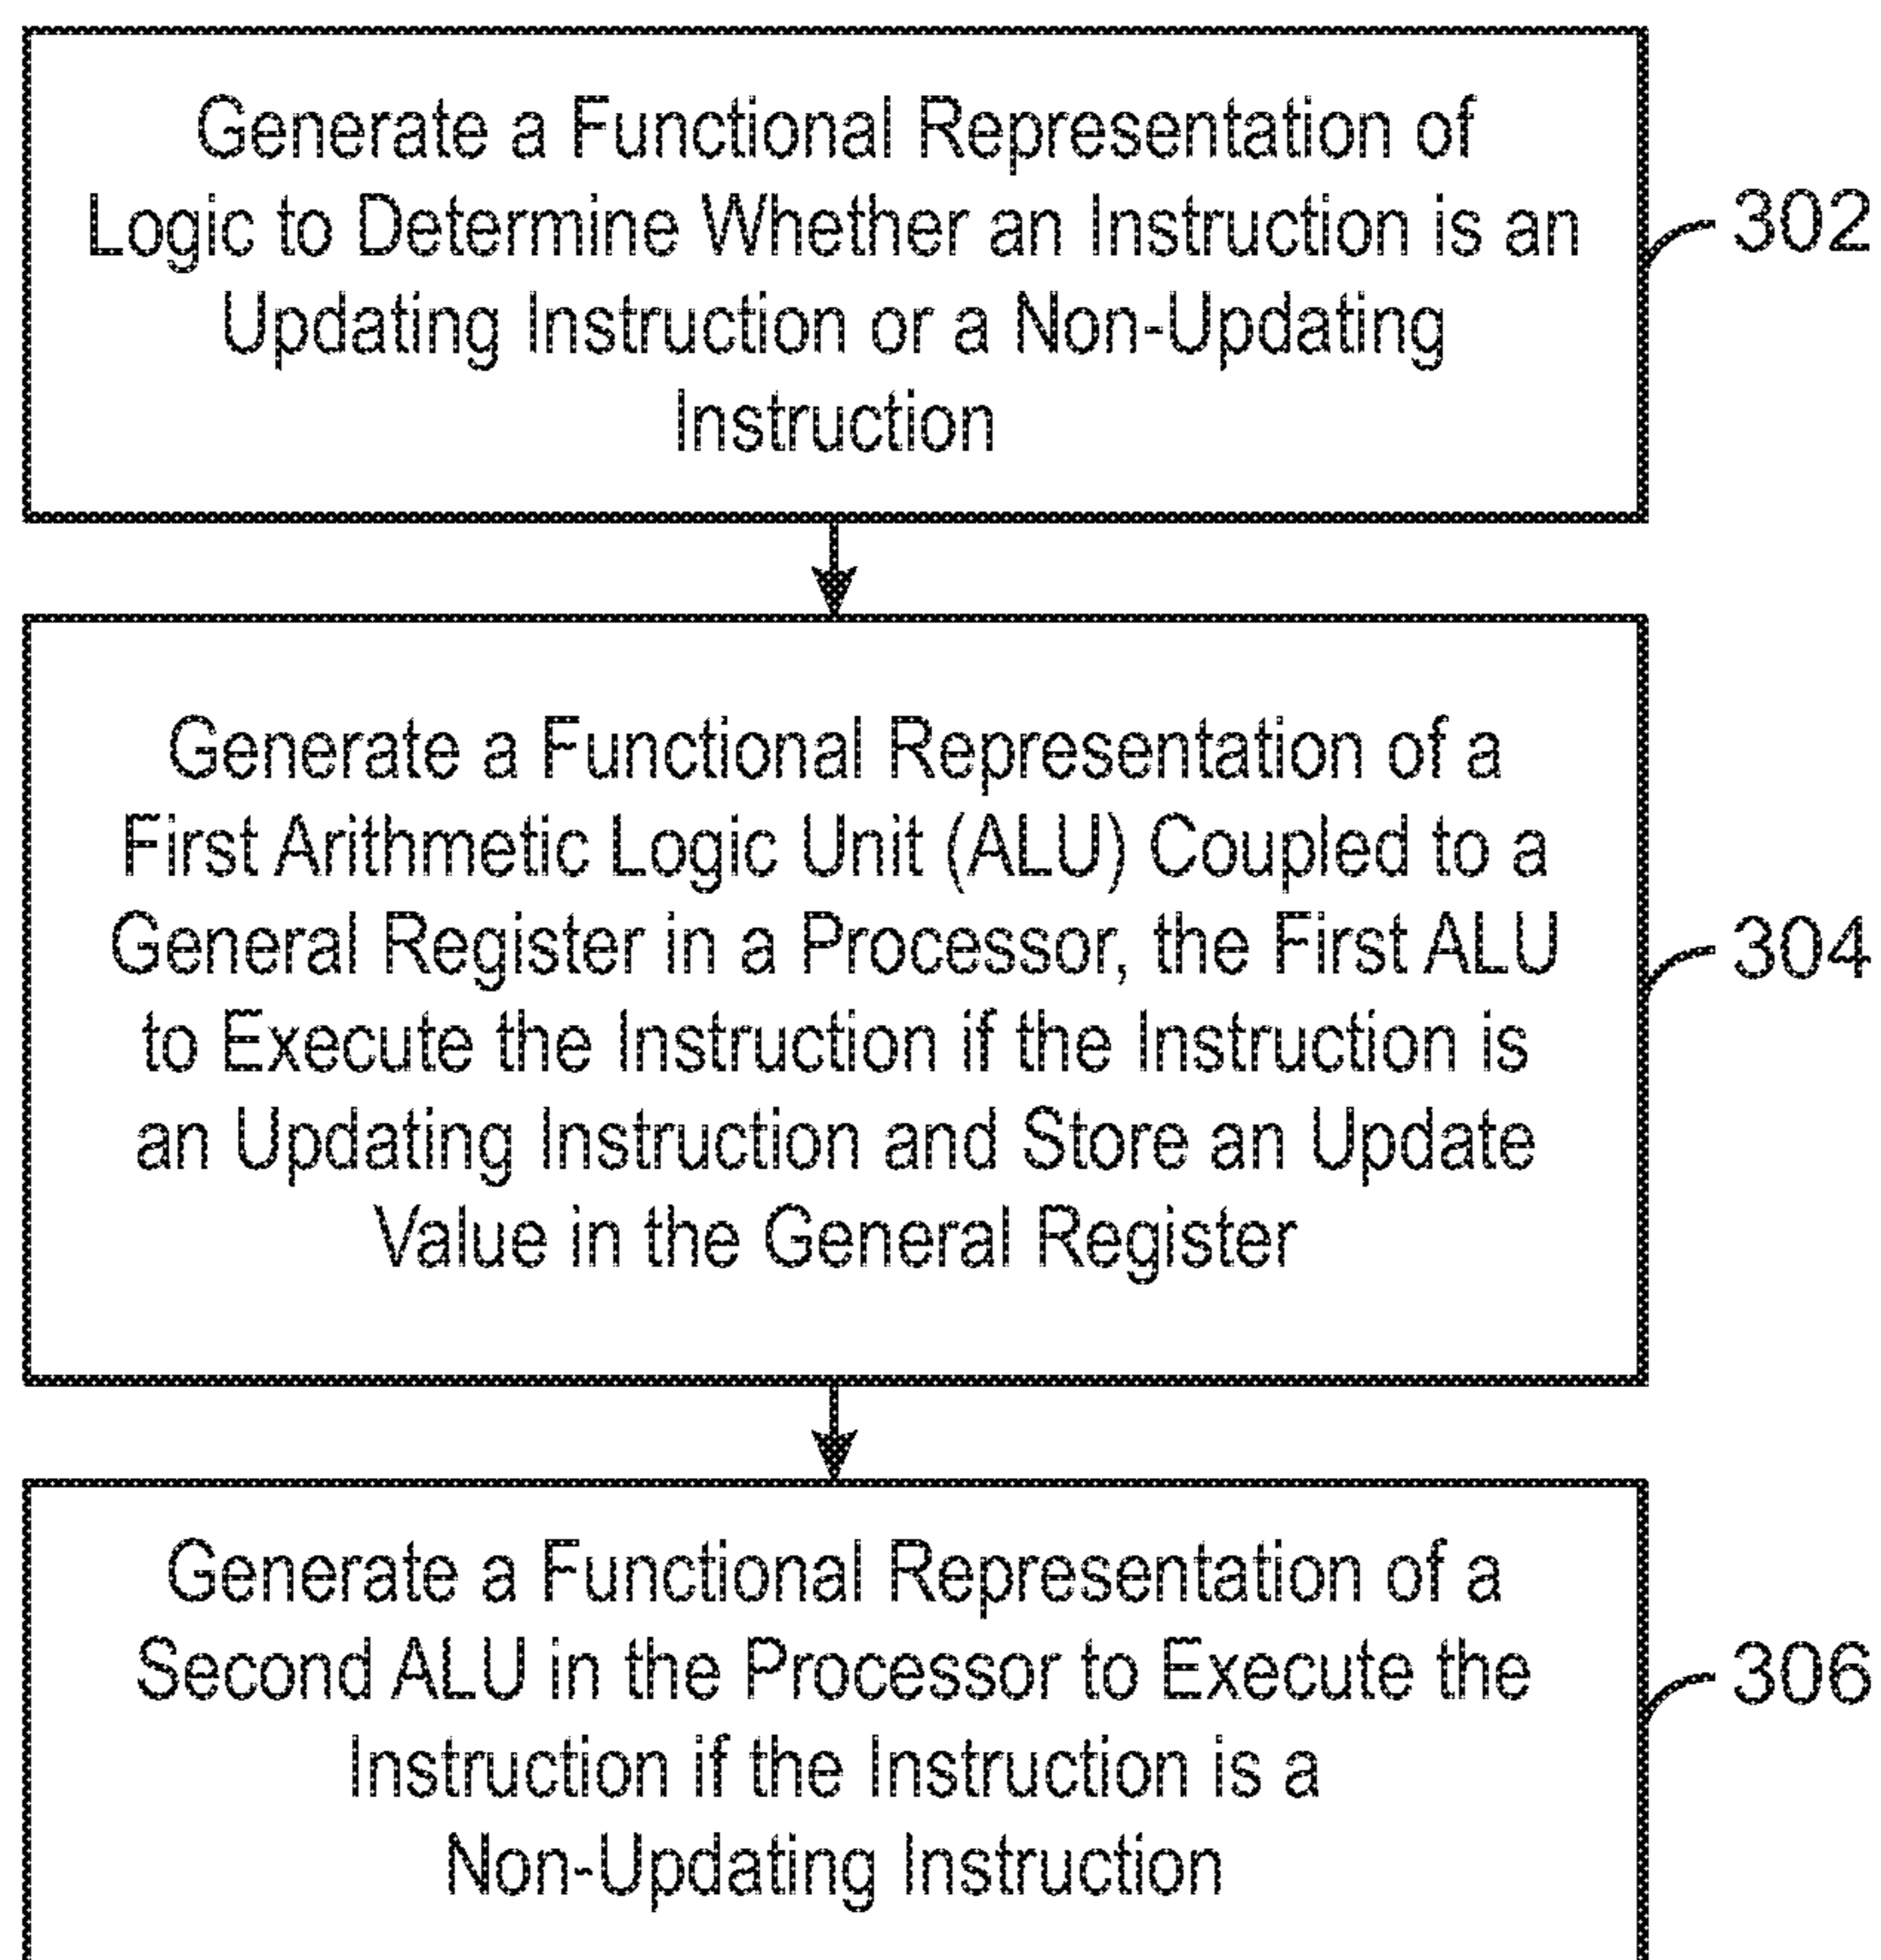 Generate a Functional Representation of
Logic to Determine Whether an Instruction is an
Updating Instruction or a Non-Updating
Instruction
302
Generate a Functional Representation of a
First Arithmetic Logic Unit (ALU) Coupled to a
General Register in a Processor, the First ALU
to Execute the Instruction if the Instruction is
an Updating Instruction and Store an Update
Value in the General Register
304
Generate a Functional Representation of a
Second ALU in the Processor to Execute the
Instruction if the Instruction is a
Non-Updating Instruction
306